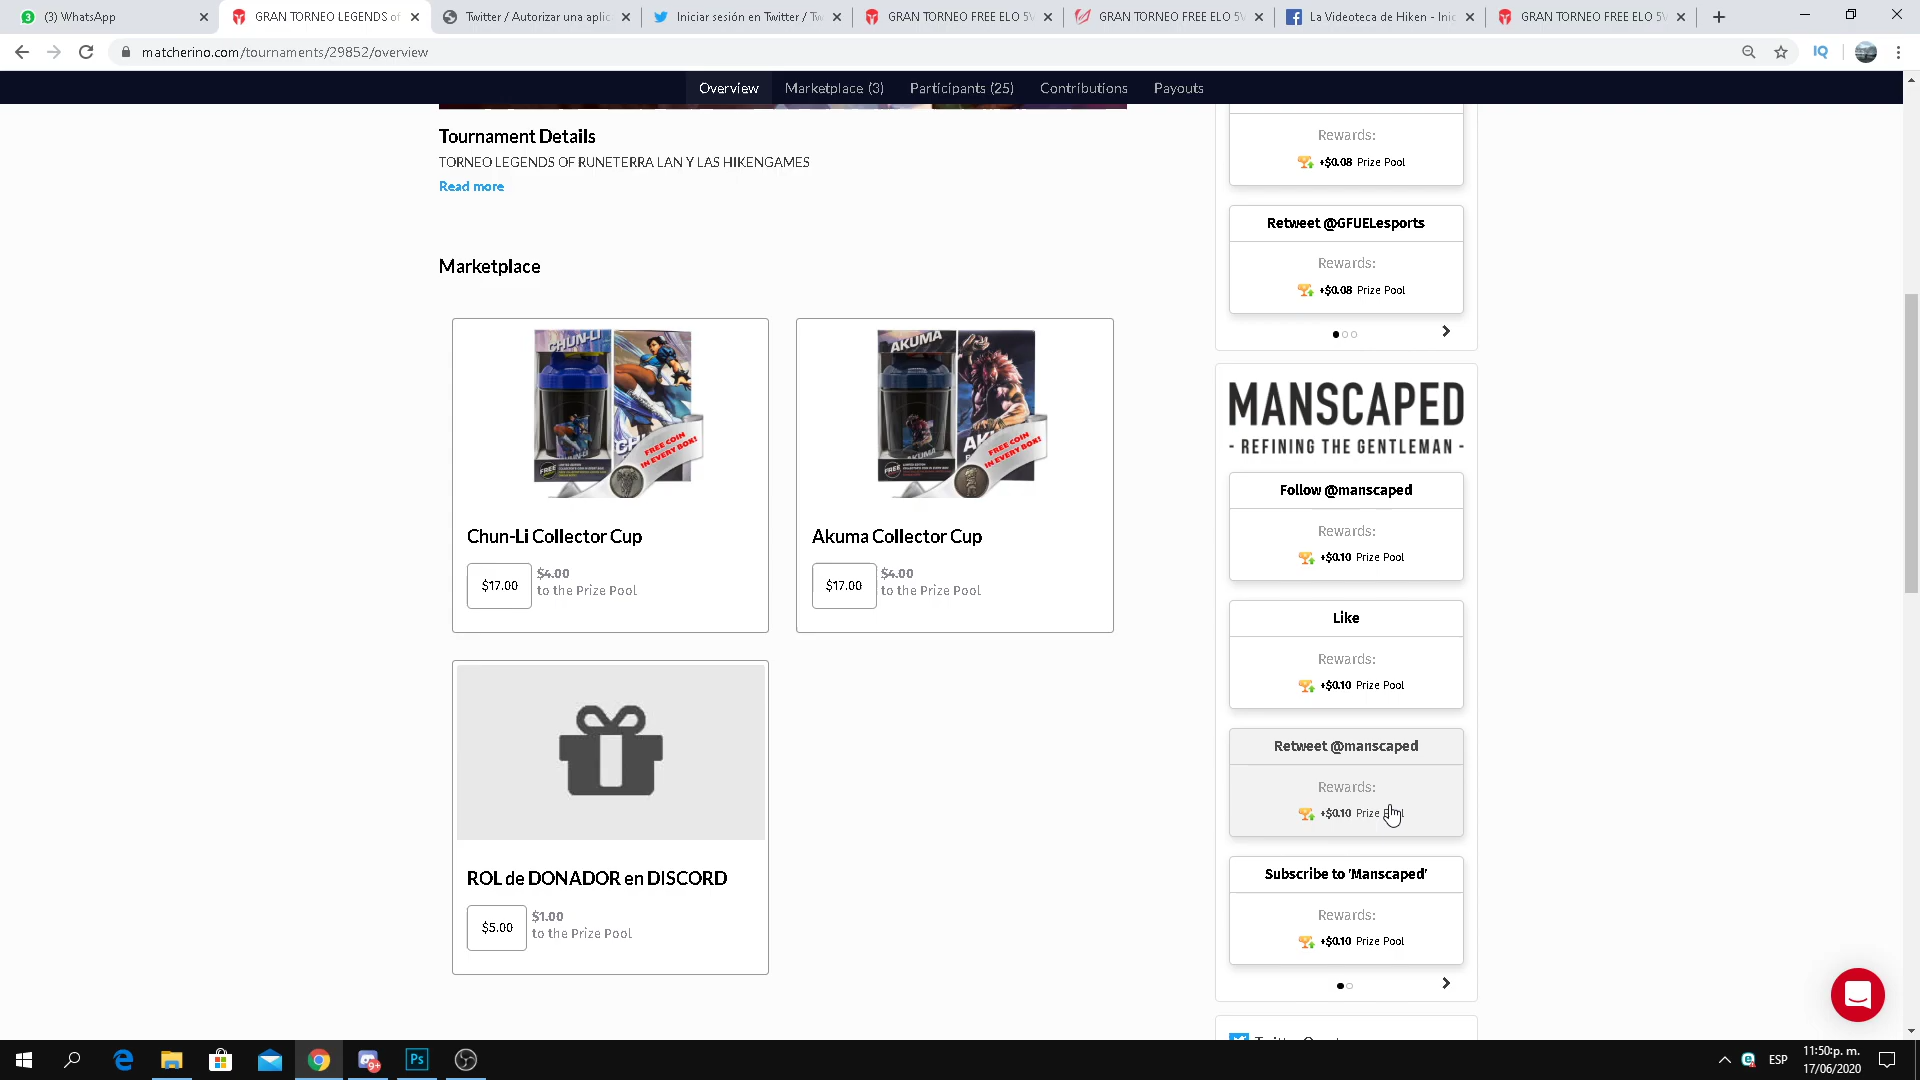 3
(3) WhatsApp
GRAN TORNEO LEGENDS of
Twitter / Autorizar una aplic
Iniciar sesión en Twitter / Tw
GRAN TORNEO FREE ELO 5V
GRAN TORNEO FREE ELO 5V
La Videoteca de Hiken - Inic
GRAN TORNEO FREE ELO 5V
matcherino.com/tournaments/29852/overview
IQ
Overview
Marketplace (3)
Participants (25)
Contributions
Payouts
Tournament Details
TORNEO LEGENDS OF RUNETERRA LAN Y LAS HIKENGAMES
Read more
Marketplace
CHUN-LI
FREE COIN
IN EVERY BOX!
FREE
Chun-Li Collector Cup
$17.00
$4.00
to the Prize Pool
AKUMA
FREE COIN
IN EVERY BOX!
FREE
Akuma Collector Cup
$17.00
$4.00
to the Prize Pool
ROL de DONADOR en DISCORD
$5.00
$1.00
to the Prize Pool
Rewards:
+$0.08 Prize Pool
Retweet @GFUELesports
Rewards:
+$0.08 Prize Pool
MANSCAPED
- REFINING THE GENTLEMAN -
Follow @manscaped
Rewards:
+$0.10 Prize Pool
Like
Rewards:
+$0.10 Prize Pool
Retweet @manscaped
Rewards:
+$0.10 Prize
Subscribe to 'Manscaped'
Rewards:
+$0.10 Prize Pool
9+
Ps
ESP
11:50 p. m.
17/06/2020